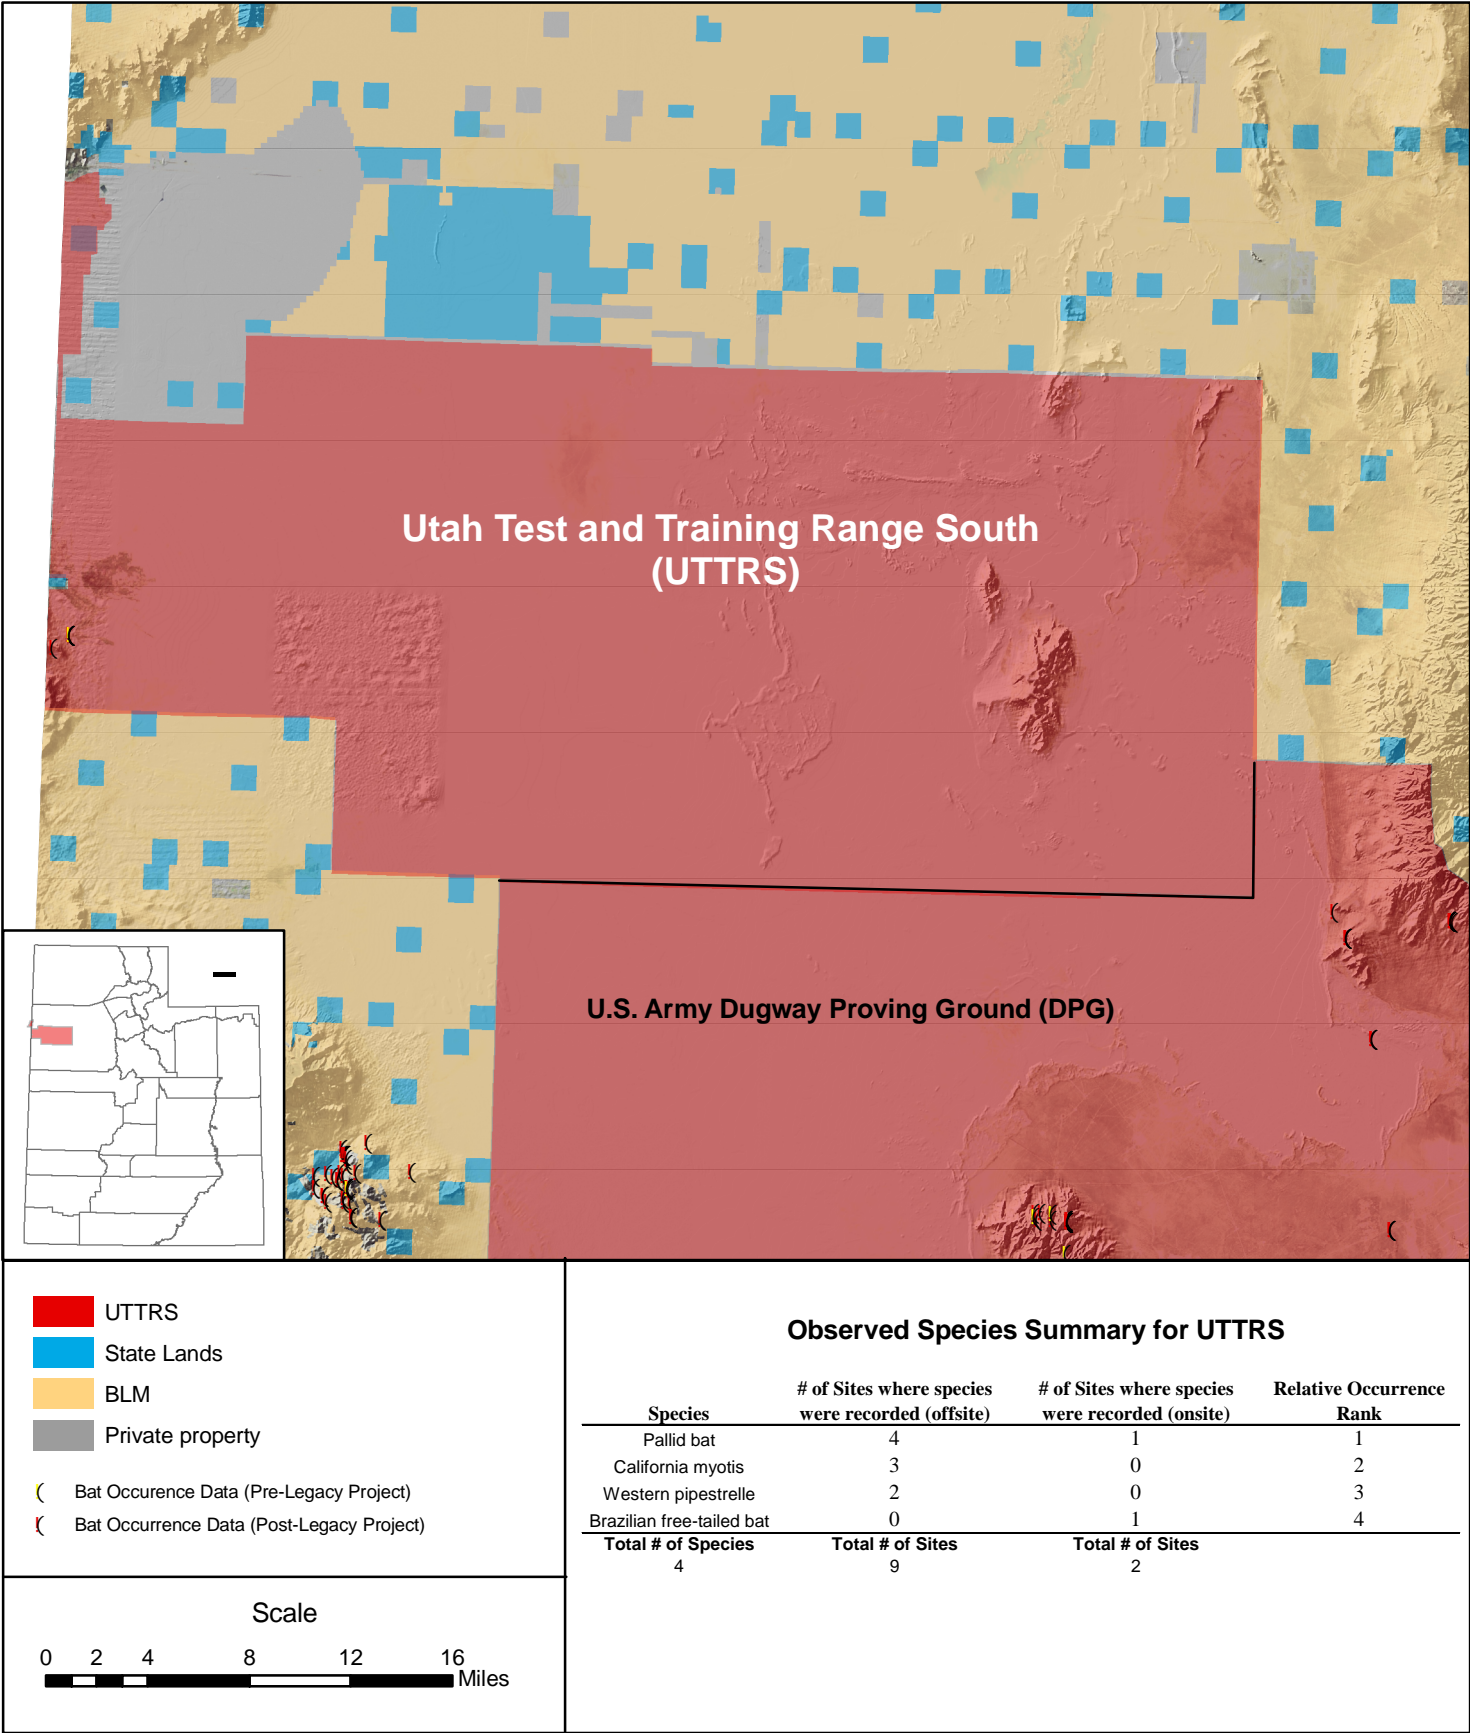 Utah Test and Training Range South
(UTTRS)
U.S. Army Dugway Proving Ground (DPG)
UTTRS
State Lands
BLM
Private property
Bat Occurence Data (Pre-Legacy Project)
Bat Occurrence Data (Post-Legacy Project)
Scale
0 2 4 8 12 16
Miles
Observed Species Summary for UTTRS
Species # of Sites where species were recorded (offsite) # of Sites where species were recorded (onsite) Relative Occurrence Rank
Pallid bat 4 1 1
California myotis 3 0 2
Western pipestrelle 2 0 3
Brazilian free-tailed bat 0 1 4
Total # of Species Total # of Sites Total # of Sites
4 9 2